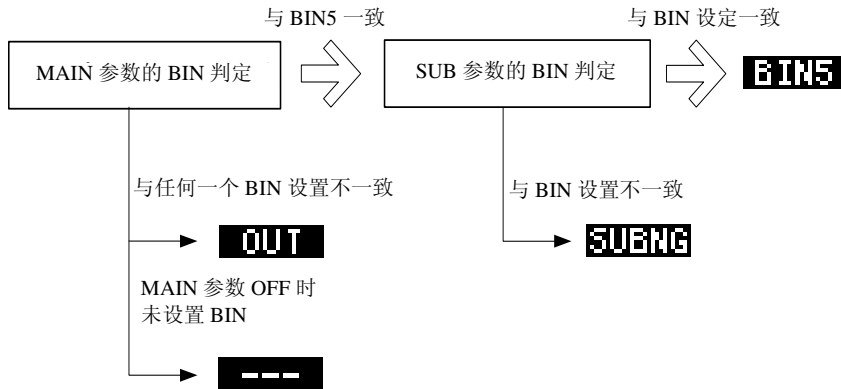 与 BIN5 一致
与 BIN 设定一致
MAIN 参数的 BIN 判定
SUB 参数的 BIN 判定
BIN5
与任何一个 BIN 设置不一致
与 BIN 设置不一致
OUT
SUBNG
MAIN 参数 OFF 时
未设置 BIN
---